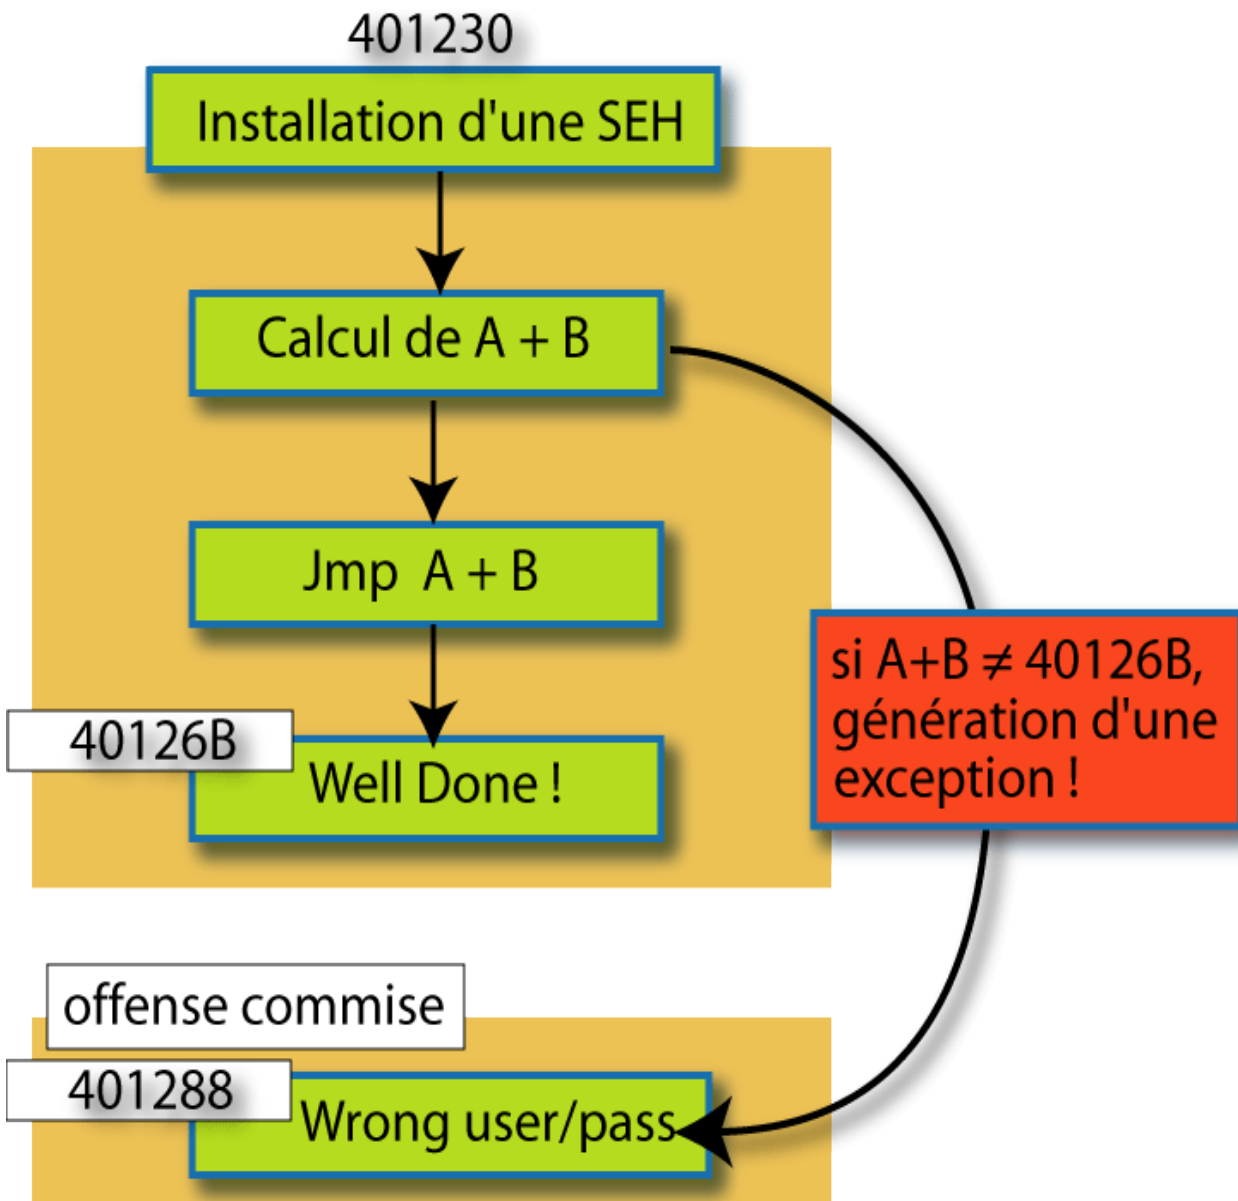 401230
Installation d'une SEH
Calcul de A + B
Jmp A + B
40126B
Well Done !
si A+B ≠ 40126B,
génération d'une
exception !
offense commise
401288
Wrong user/pass